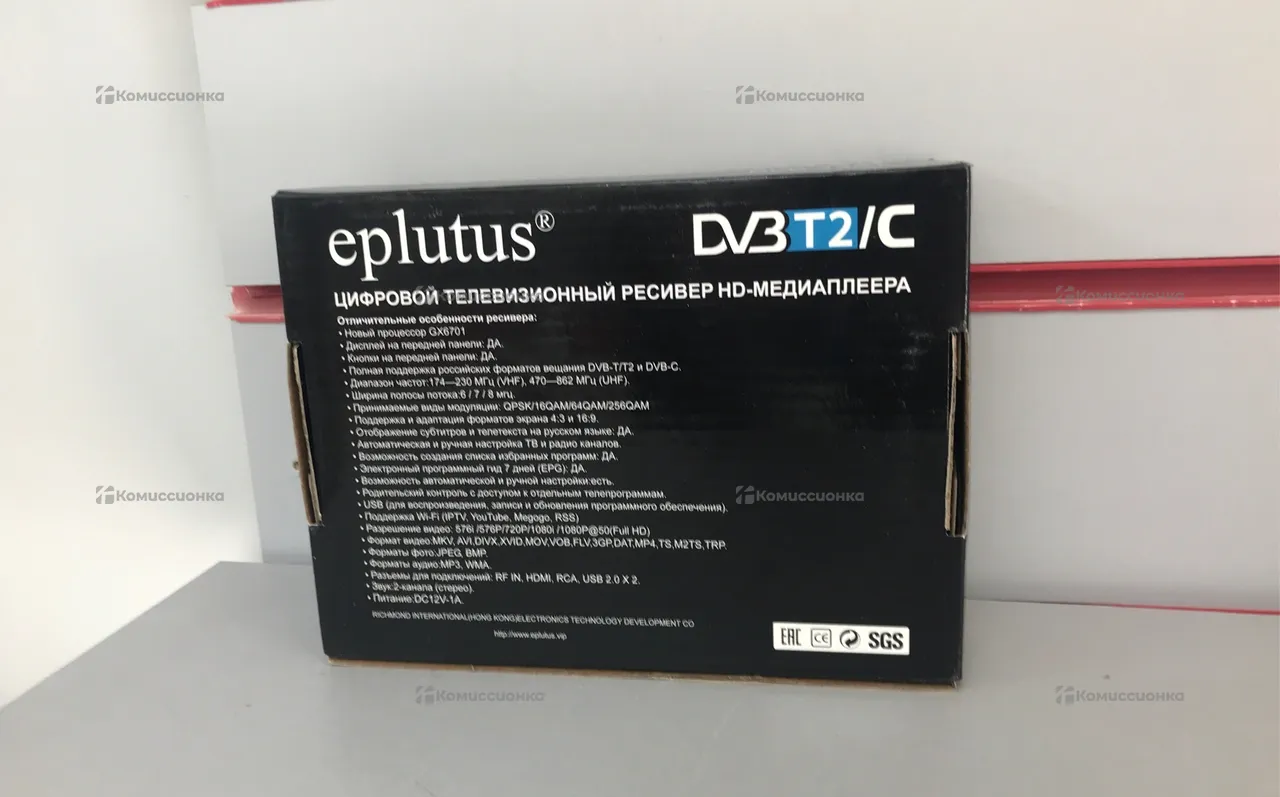 Комиссионка
Комиссионка
eplutus®
DVB T2/C
ЦИФРОВОЙ ТЕЛЕВИЗИОННЫЙ РЕСИВЕР HD-МЕДИАПЛЕЕРА
Комиссионка
Комиссионка
Отличительные особенности ресивера:
• Новый процессор GX6701
• Дисплей на передней панели: ДА.
• Кнопки на передней панели: ДА.
• Полная поддержка российских форматов вещания DVB-T/T2 и DVB-C.
• Диапазон частот:174—230 МГц (VHF), 470—862 МГц (UHF).
• Ширина полосы потока:6 / 7 / 8 мгц.
• Принимаемые виды модуляции: QPSK/16QAM/64QAM/256QAM
• Поддержка и адаптация форматов экрана 4:3 и 16:9.
• Отображение субтитров и телетекста на русском языке: ДА.
• Автоматическая и ручная настройка ТВ и радио каналов.
• Возможность создания списка избранных программ: ДА.
• Электронный программный гид 7 дней (EPG): ДА.
• Возможность автоматической и ручной настройки:есть.
• Родительский контроль с доступом к отдельным телепрограммам.
• USB (для воспроизведения, записи и обновления программного обеспечения).
• Поддержка Wi-Fi (IPTV, YouTube, Megogo, RSS)
• Разрешение видео: 576i /576P/720P/1080i /1080P@50(Full HD)
• Формат видео:MKV, AVI,DIVX,XVID,MOV,VOB,FLV,3GP,DAT,MP4,TS,M2TS,TRP.
• Форматы фото:JPEG, BMP.
• Форматы аудио:MP3, WMA.
• Разъемы для подключений: RF IN, HDMI, RCA, USB 2.0 X 2.
• Звук:2-канала (стерео).
• Питание:DC12V-1A.
Комиссионка
Комиссионка
RICHMOND INTERNATIONAL(HONG KONG)ELECTRONICS TECHNOLOGY DEVELOPMENT CO
http://www.eplutus.vip
EAC CE SGS
Комиссионка
Комиссионка